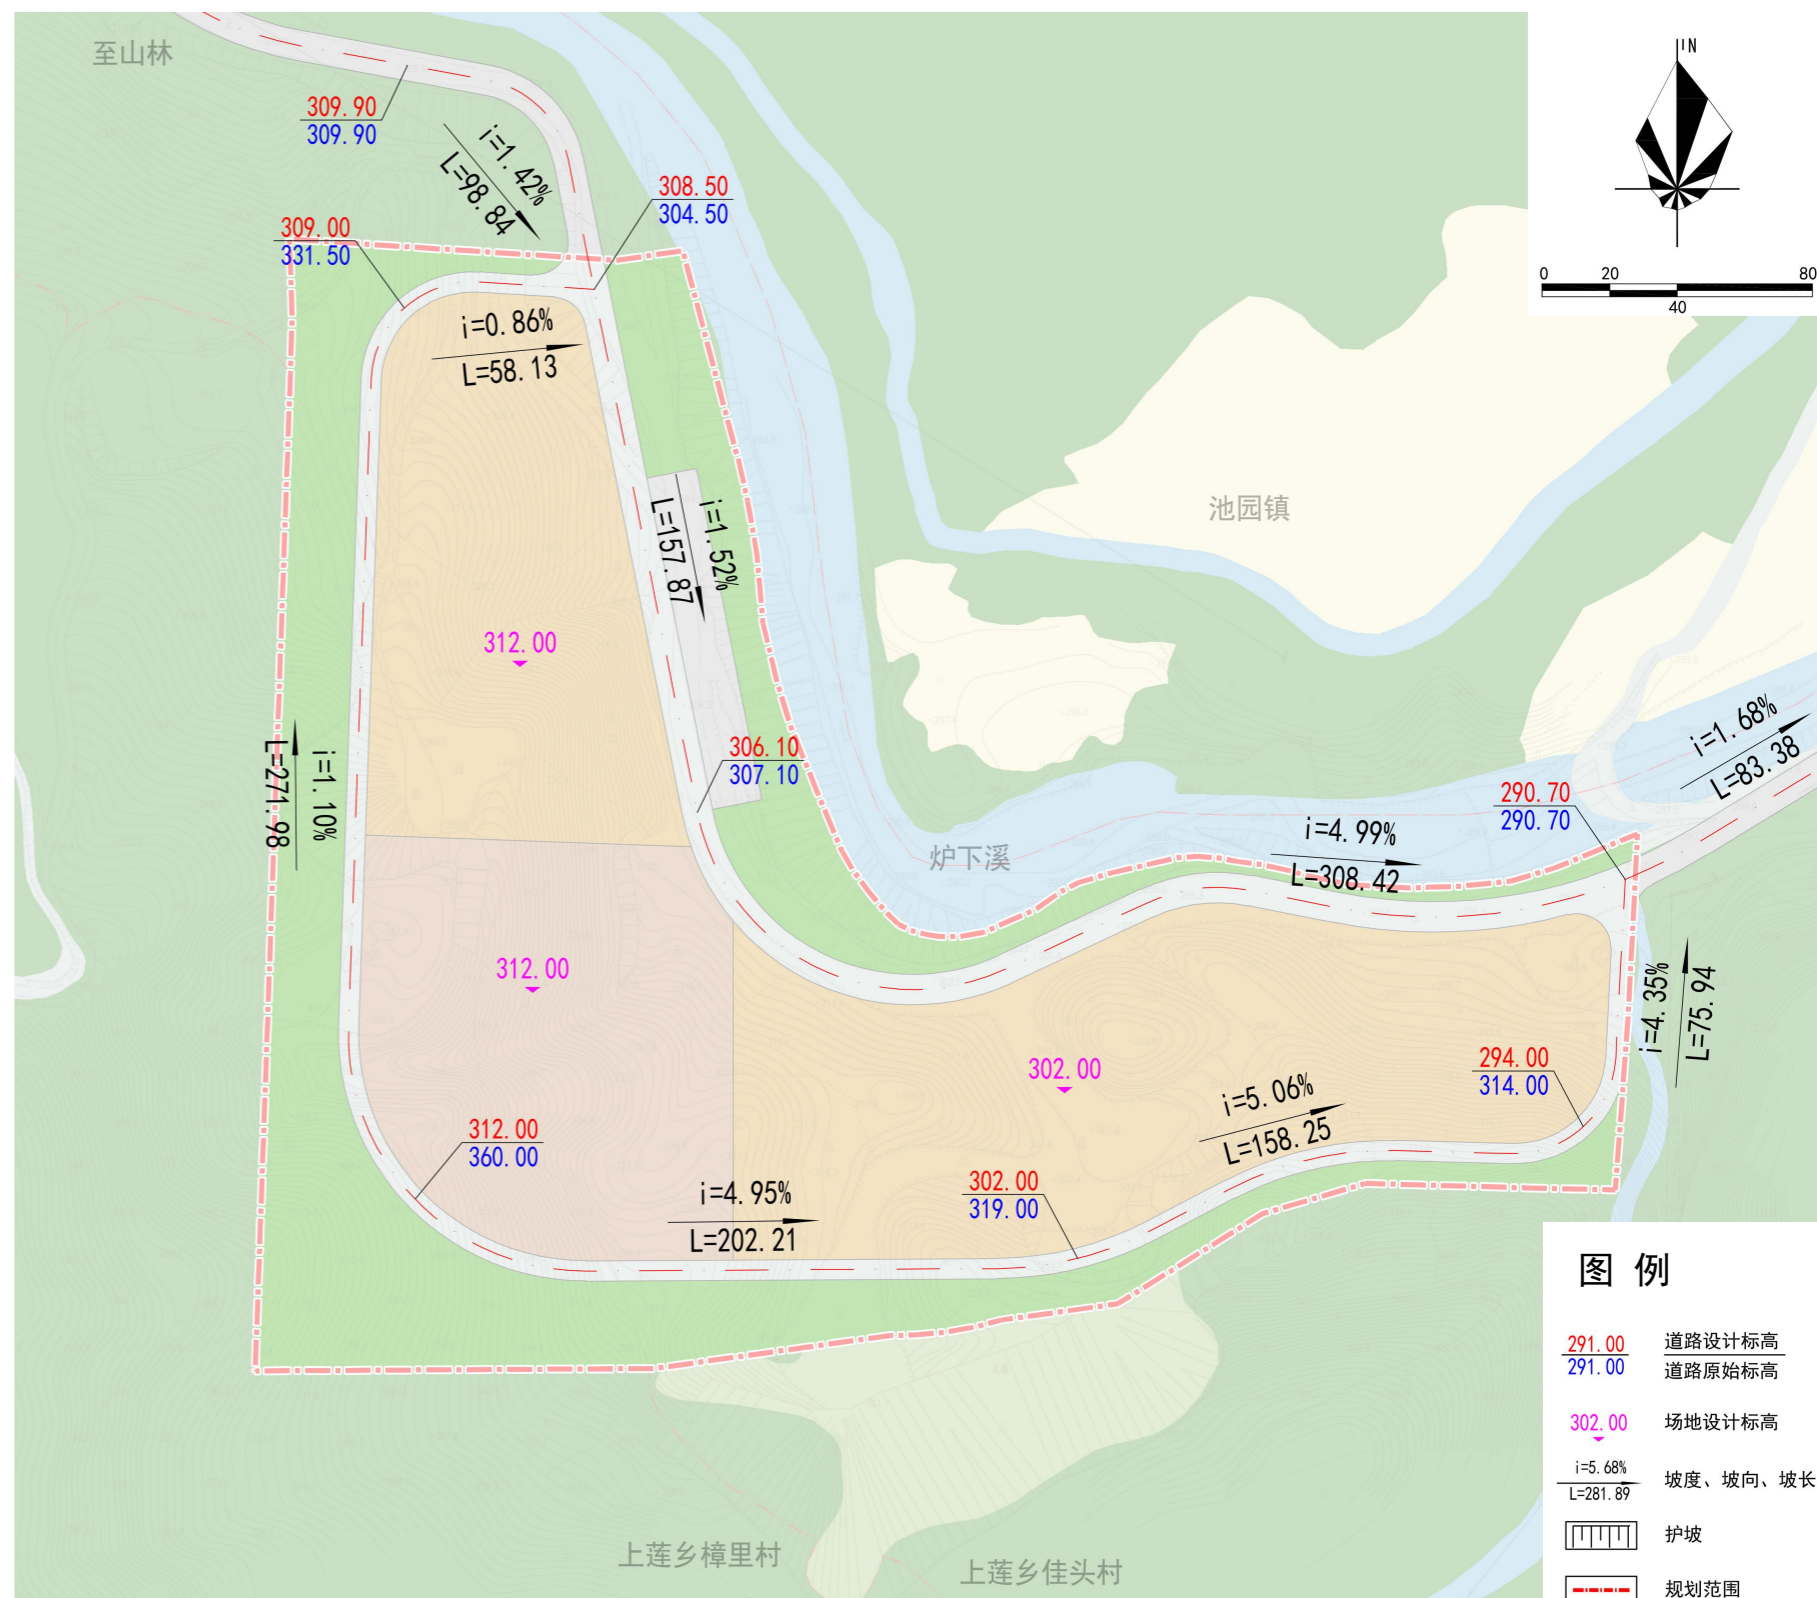 至山林
309.90
309.90
i=1.42%
L=98.84
308.50
304.50
309.00
331.50
i=0.86%
L=58.13
N
0 20 80
40
池园镇
i=1.52%
L=157.87
312.00
306.10
307.10
i=1.10%
L=271.98
i=1.68%
L=83.38
290.70
290.70
i=4.99%
L=308.42
炉下溪
312.00
302.00
i=4.35%
L=75.94
294.00
314.00
i=5.06%
L=158.25
312.00
360.00
302.00
319.00
i=4.95%
L=202.21
上莲乡樟里村
上莲乡佳头村
图 例
291.00 道路设计标高
291.00 道路原始标高
302.00 场地设计标高
i=5.68%
L=281.89
坡度、坡向、坡长
护坡
规划范围